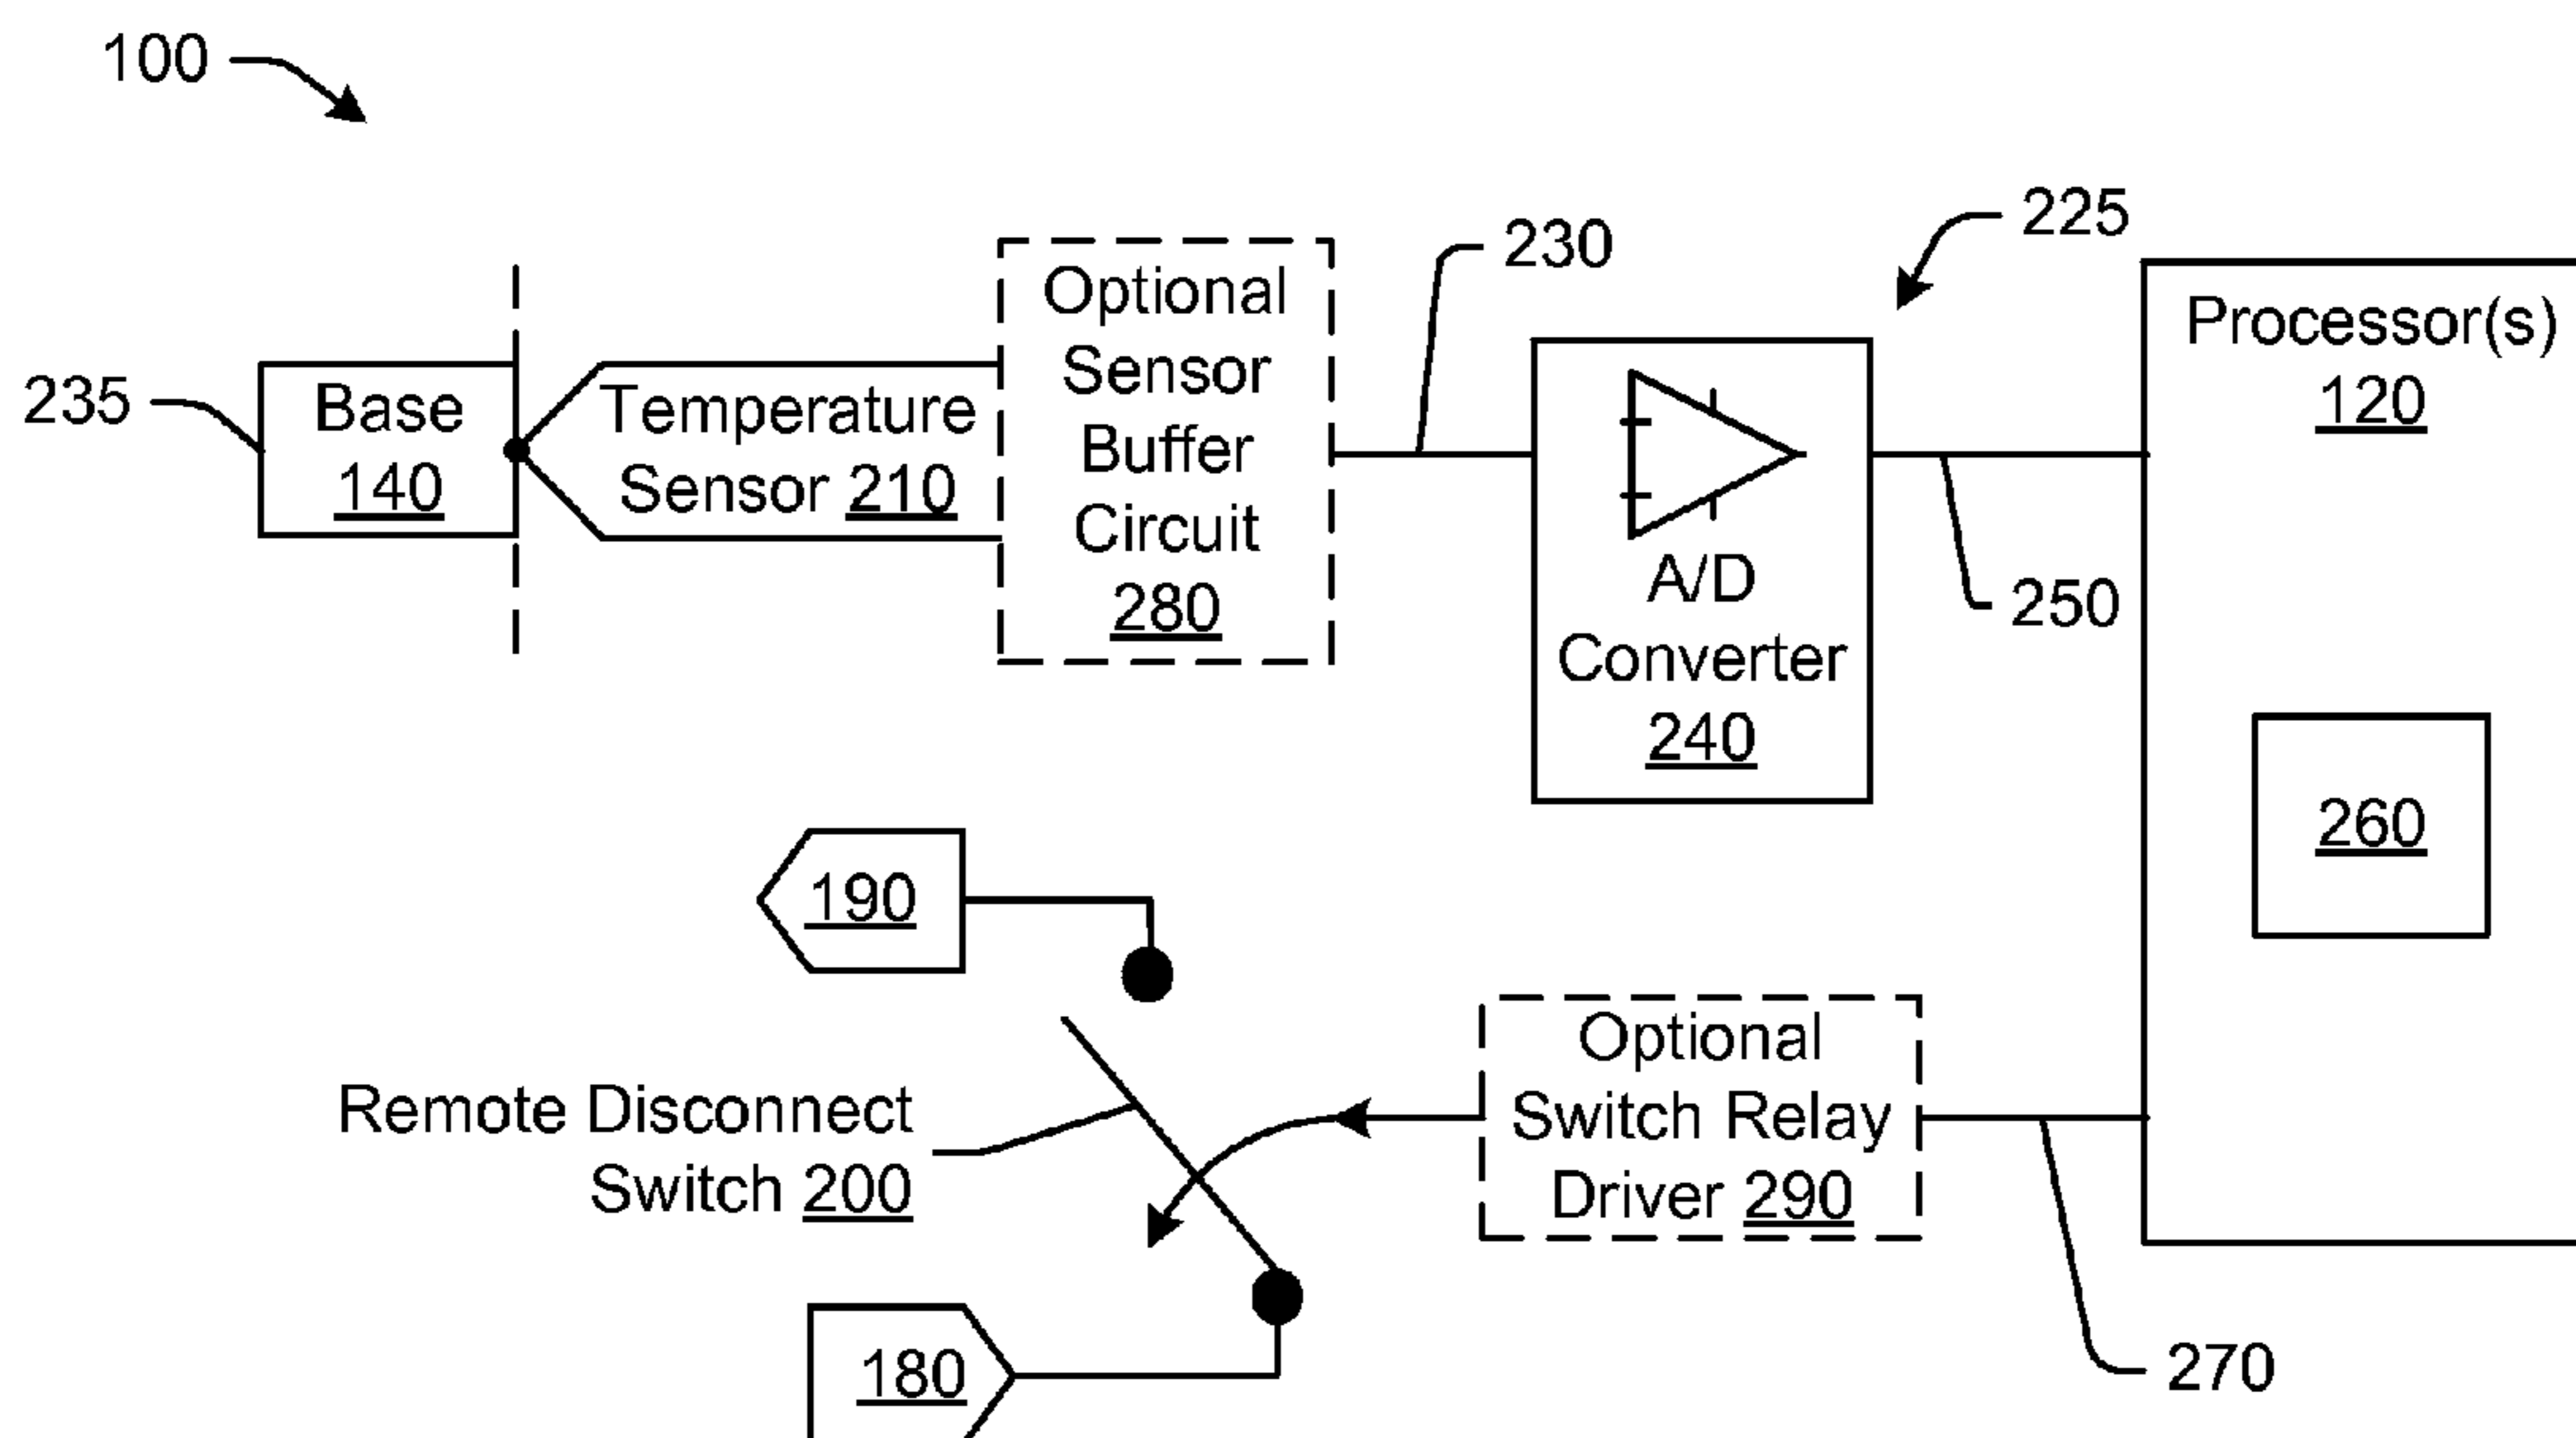 100
225
230
235
Base
140
Temperature
Sensor 210
Optional
Sensor
Buffer
Circuit
280
A/D
Converter
240
250
Processor(s)
120
260
190
Remote Disconnect
Switch 200
Optional
Switch Relay
Driver 290
180
270